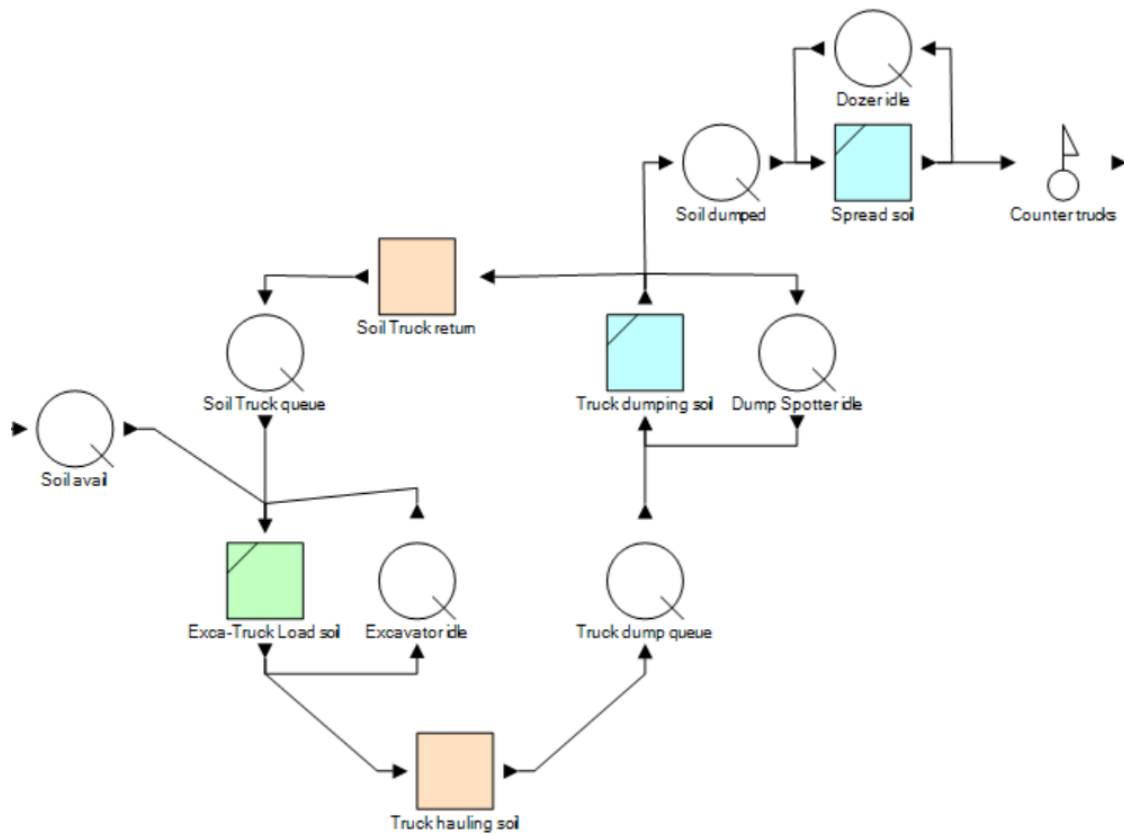 Dozer idle
Soil dumped
Spread soil
Counter trucks
Soil Truck return
Soil Truck queue
Truck dumping soil
Dump Spotter idle
Soil avail
Exca-Truck Load soil
Excavator idle
Truck dump queue
Truck hauling soil